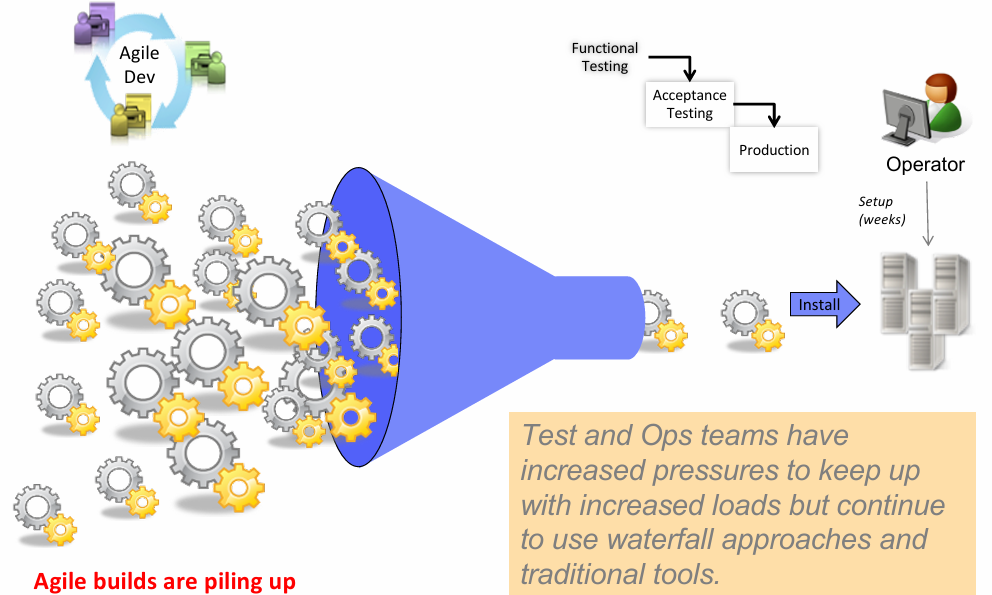 Agile
Dev
Functional
Testing
Acceptance
Testing
Production
Operator
Setup
(weeks)
Install
Test and Ops teams have
increased pressures to keep up
with increased loads but continue
to use waterfall approaches and
traditional tools.
Agile builds are piling up